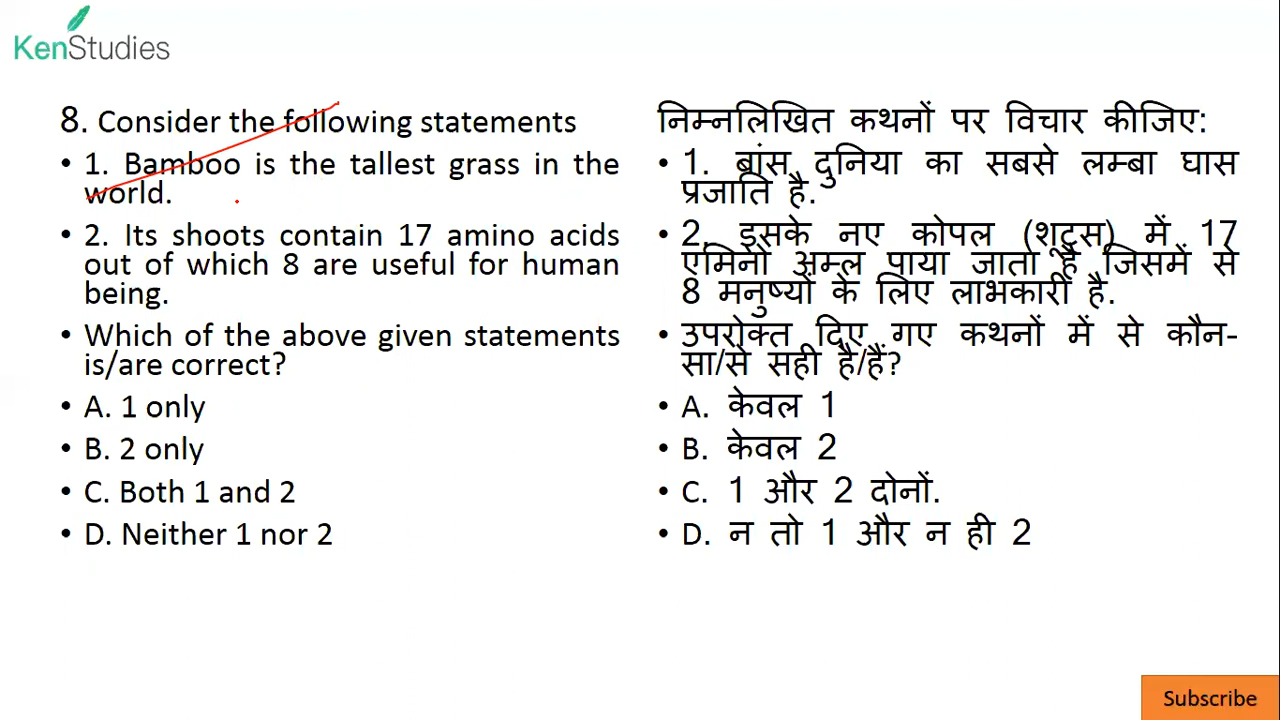 KenStudies
8. Consider the following statements
• 1. Bamboo is the tallest grass in the
world.
• 2. Its shoots contain 17 amino acids
out of which 8 are useful for human
being.
• Which of the above given statements
is/are correct?
• A. 1 only
• B. 2 only
• C. Both 1 and 2
• D. Neither 1 nor 2
निम्नलिखित कथनों पर विचार कीजिए:
• 1. बांस दुनिया का सबसे लम्बा घास
प्रजाति है.
• 2. इसके नए कोपल (शूट्स) में 17
एमिनो अम्ल पाया जाता है जिसमें से
8 मनुष्यों के लिए लाभकारी है.
• उपरोक्त दिए गए कथनों में से कौन-
सा/से सही है/हैं?
• A. केवल 1
• B. केवल 2
• C. 1 और 2 दोनों.
• D. न तो 1 और न ही 2
Subscribe